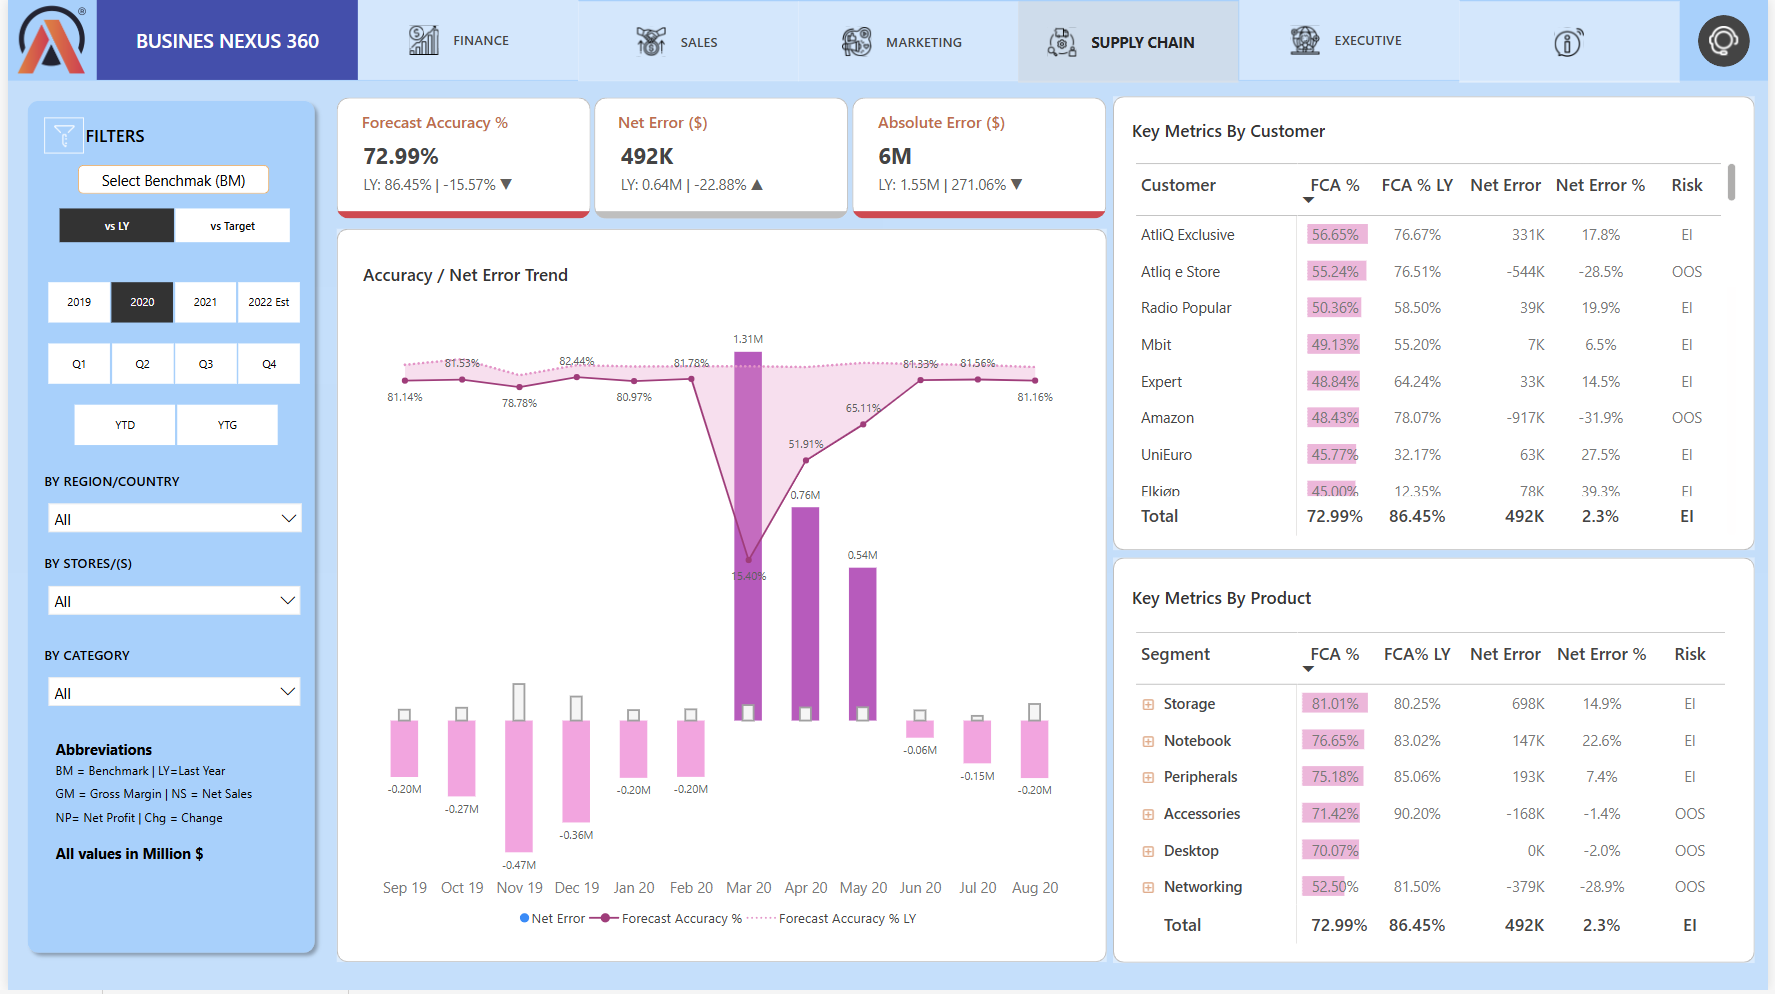 BUSINES NEXUS 360
FINANCE
SALES
MARKETING
SUPPLY CHAIN
EXECUTIVE
FILTERS
Select Benchmak (BM)
vs LY
vs Target
2019
2020
2021
2022 Est
Q1
Q2
Q3
Q4
YTD
YTG
BY REGION/COUNTRY
All
BY STORES/(S)
All
BY CATEGORY
All
Abbreviations
BM = Benchmark | LY=Last Year
GM = Gross Margin | NS = Net Sales
NP= Net Profit | Chg = Change
All values in Million $
Forecast Accuracy %
72.99%
LY: 86.45% | -15.57% ▼
Net Error ($)
492K
LY: 0.64M | -22.88% ▲
Absolute Error ($)
6M
LY: 1.55M | 271.06% ▼
Accuracy / Net Error Trend
1.31M
81.14%
81.53%
78.78%
82.44%
80.97%
81.78%
15.40%
51.91%
65.11%
81.33%
81.56%
81.16%
0.76M
0.54M
-0.20M
-0.27M
-0.47M
-0.36M
-0.20M
-0.20M
-0.06M
-0.15M
-0.20M
Sep 19 Oct 19 Nov 19 Dec 19 Jan 20 Feb 20 Mar 20 Apr 20 May 20 Jun 20 Jul 20 Aug 20
Net Error Forecast Accuracy % Forecast Accuracy % LY
Key Metrics By Customer
Customer FCA % FCA % LY Net Error Net Error % Risk
AtliQ Exclusive 56.65% 76.67% 331K 17.8% EI
Atliq e Store 55.24% 76.51% -544K -28.5% OOS
Radio Popular 50.36% 58.50% 39K 19.9% EI
Mbit 49.13% 55.20% 7K 6.5% EI
Expert 48.84% 64.24% 33K 14.5% EI
Amazon 48.43% 78.07% -917K -31.9% OOS
UniEuro 45.77% 32.17% 63K 27.5% EI
Elkjøp 45.00% 12.35% 78K 39.3% EI
Total 72.99% 86.45% 492K 2.3% EI
Key Metrics By Product
Segment FCA % FCA% LY Net Error Net Error % Risk
Storage 81.01% 80.25% 698K 14.9% EI
Notebook 76.65% 83.02% 147K 22.6% EI
Peripherals 75.18% 85.06% 193K 7.4% EI
Accessories 71.42% 90.20% -168K -1.4% OOS
Desktop 70.07% 0K -2.0% OOS
Networking 52.50% 81.50% -379K -28.9% OOS
Total 72.99% 86.45% 492K 2.3% EI